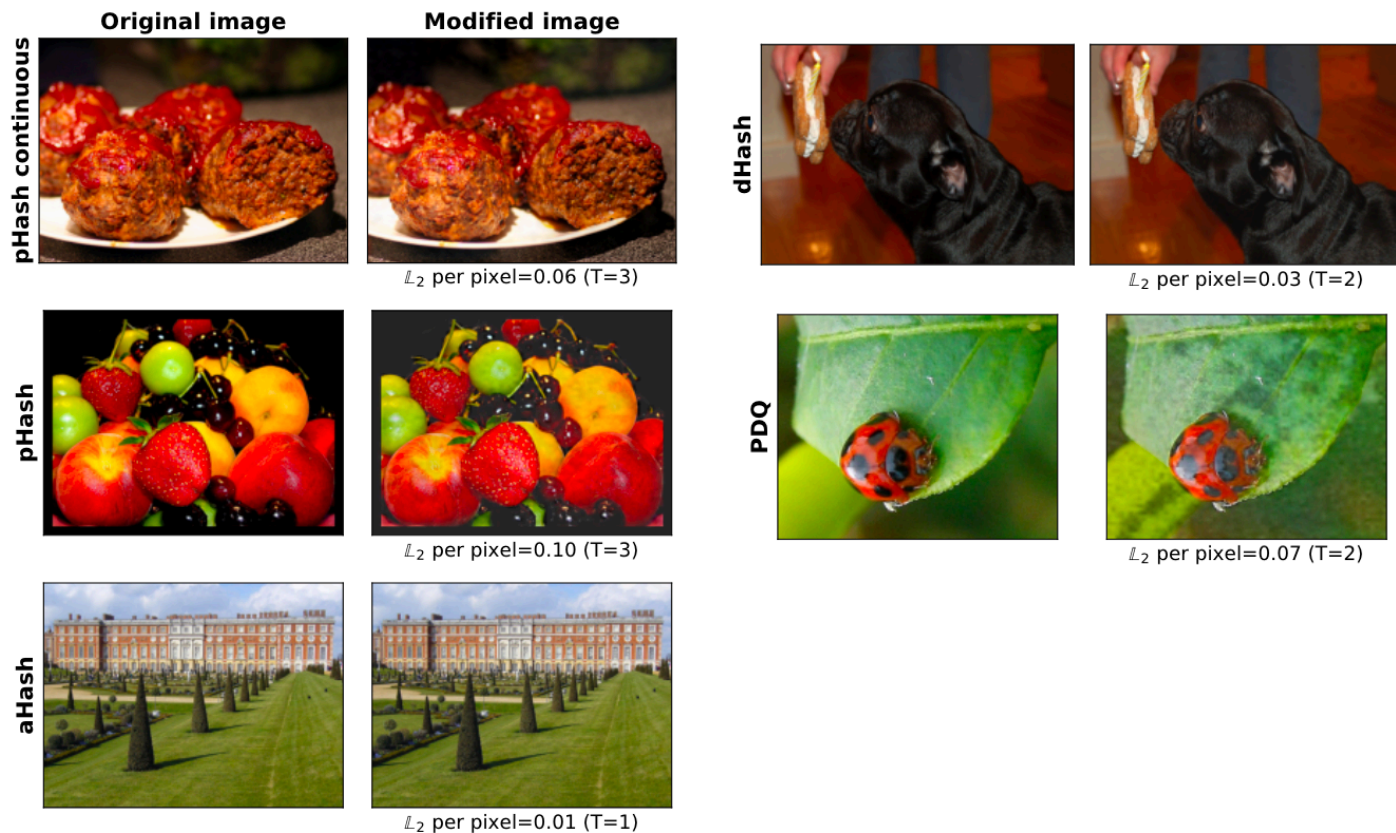 Original image
Modified image
pHash continuous
𝕃₂ per pixel=0.06 (T=3)
dHash
𝕃₂ per pixel=0.03 (T=2)
pHash
𝕃₂ per pixel=0.10 (T=3)
PDQ
𝕃₂ per pixel=0.07 (T=2)
aHash
𝕃₂ per pixel=0.01 (T=1)